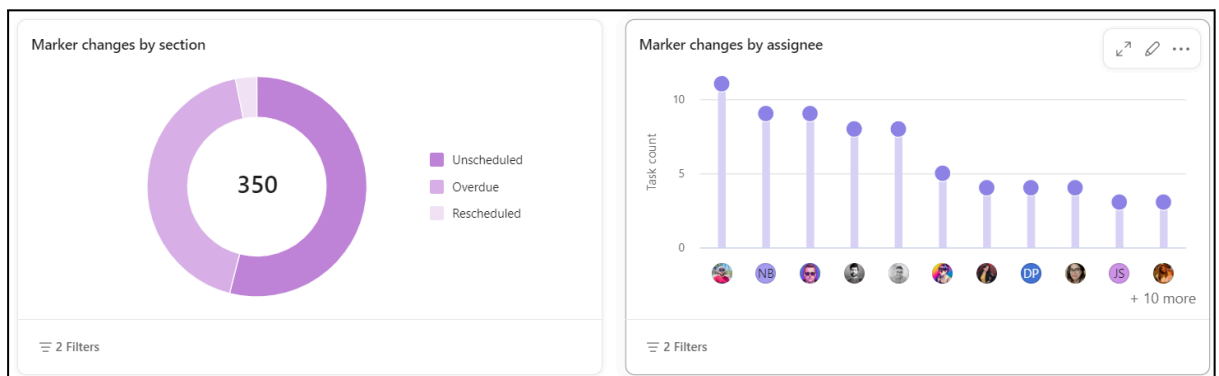 Marker changes by section
350
Unscheduled
Overdue
Rescheduled
2 Filters
Marker changes by assignee
Task count
10
5
0
NB
DP
JS
+ 10 more
2 Filters